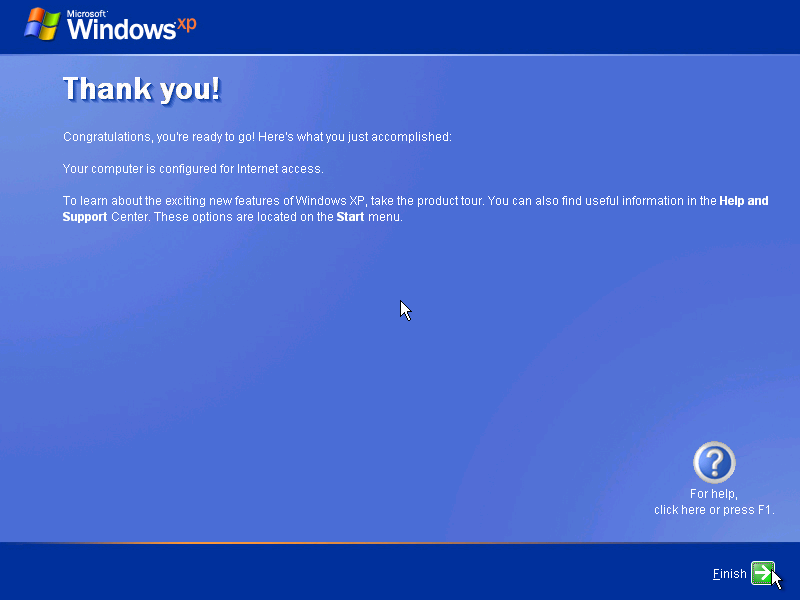 Microsoft®
Windows xp
Thank you!
Congratulations, you're ready to go! Here's what you just accomplished:
Your computer is configured for Internet access.
To learn about the exciting new features of Windows XP, take the product tour. You can also find useful information in the Help and
Support Center. These options are located on the Start menu.
?
For help,
click here or press F1.
Finish